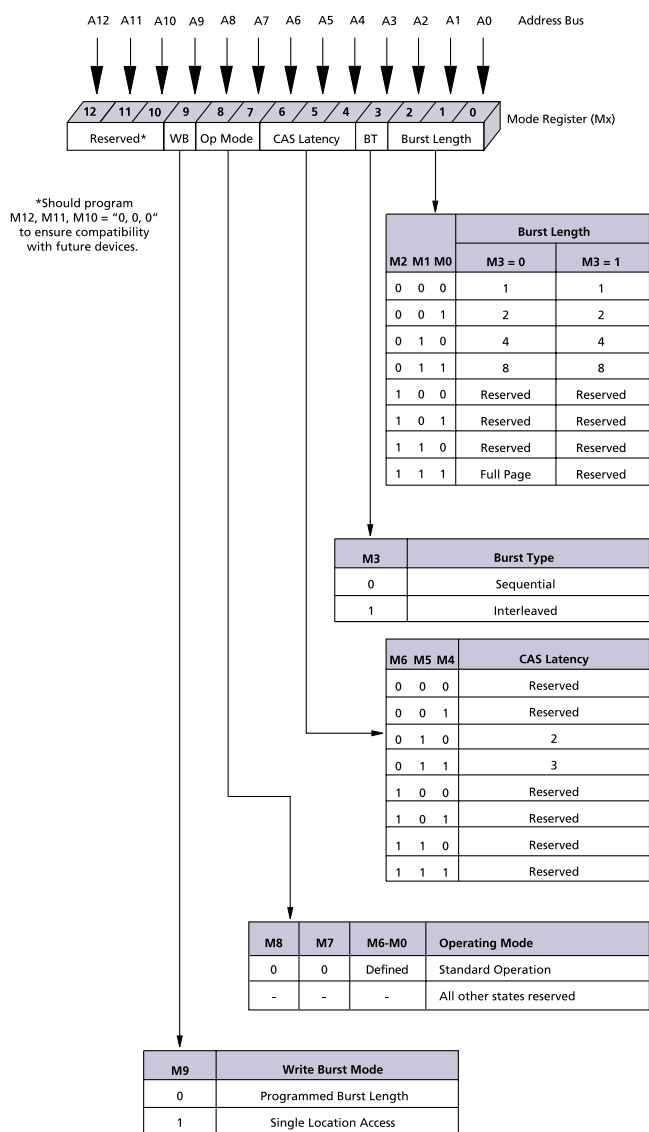 A12 A11 A10 A9 A8 A7 A6 A5 A4 A3 A2 A1 A0 Address Bus
12 11 10 9 8 7 6 5 4 3 2 1 0
Mode Register (Mx)
Reserved* WB Op Mode CAS Latency BT Burst Length
*Should program
M12, M11, M10 = “0, 0, 0”
to ensure compatibility
with future devices.
Burst Length
M2 M1 M0 M3 = 0 M3 = 1
0 0 0 1 1
0 0 1 2 2
0 1 0 4 4
0 1 1 8 8
1 0 0 Reserved Reserved
1 0 1 Reserved Reserved
1 1 0 Reserved Reserved
1 1 1 Full Page Reserved
M3 Burst Type
0 Sequential
1 Interleaved
M6 M5 M4 CAS Latency
0 0 0 Reserved
0 0 1 Reserved
0 1 0 2
0 1 1 3
1 0 0 Reserved
1 0 1 Reserved
1 1 0 Reserved
1 1 1 Reserved
M8 M7 M6-M0 Operating Mode
0 0 Defined Standard Operation
- - - All other states reserved
M9 Write Burst Mode
0 Programmed Burst Length
1 Single Location Access